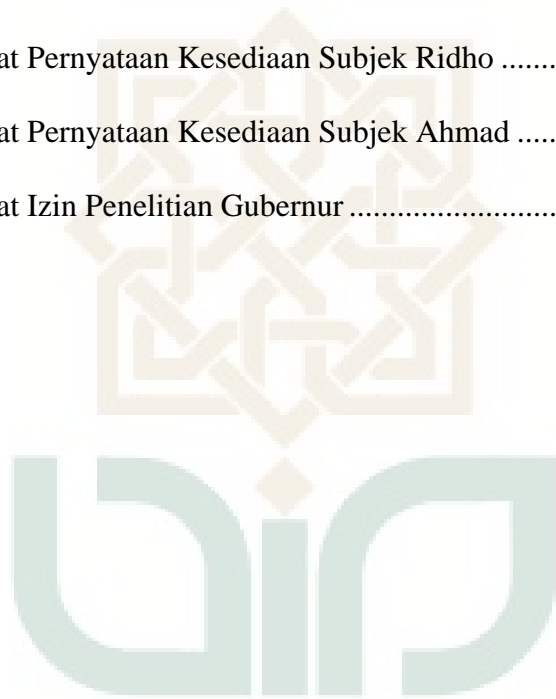 at Pernyataan Kesediaan Subjek Ridho .......
at Pernyataan Kesediaan Subjek Ahmad .....
at Izin Penelitian Gubernur ........................